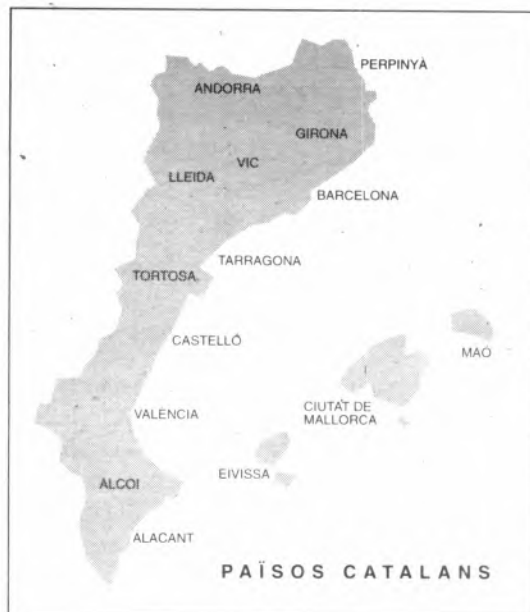 PERPINYÀ
ANDORRA
GIRONA
VIC
LLEIDA
BARCELONA
TARRAGONA
TORTOSA
CASTELLÓ
MAÓ
CIUTAT DE
MALLORCA
VALÈNCIA
EIVISSA
ALCOI
ALACANT
PAÏSOS CATALANS